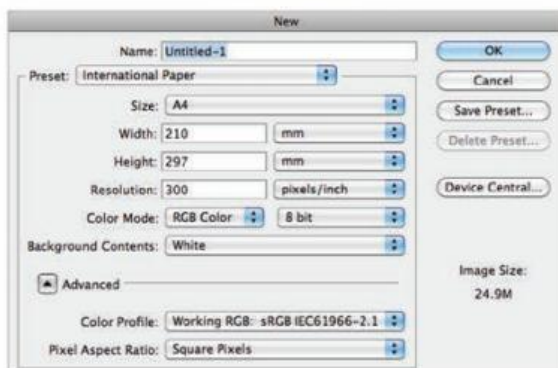 New
Name: Untitled-1
OK
Preset: International Paper
Cancel
Size: A4
Save Preset...
Width: 210 mm
Delete Preset...
Height: 297 mm
Resolution: 300 pixels/inch
Device Central...
Color Mode: RGB Color 8 bit
Background Contents: White
Image Size:
24.9M
Advanced
Color Profile: Working RGB: sRGB IEC61966-2.1
Pixel Aspect Ratio: Square Pixels